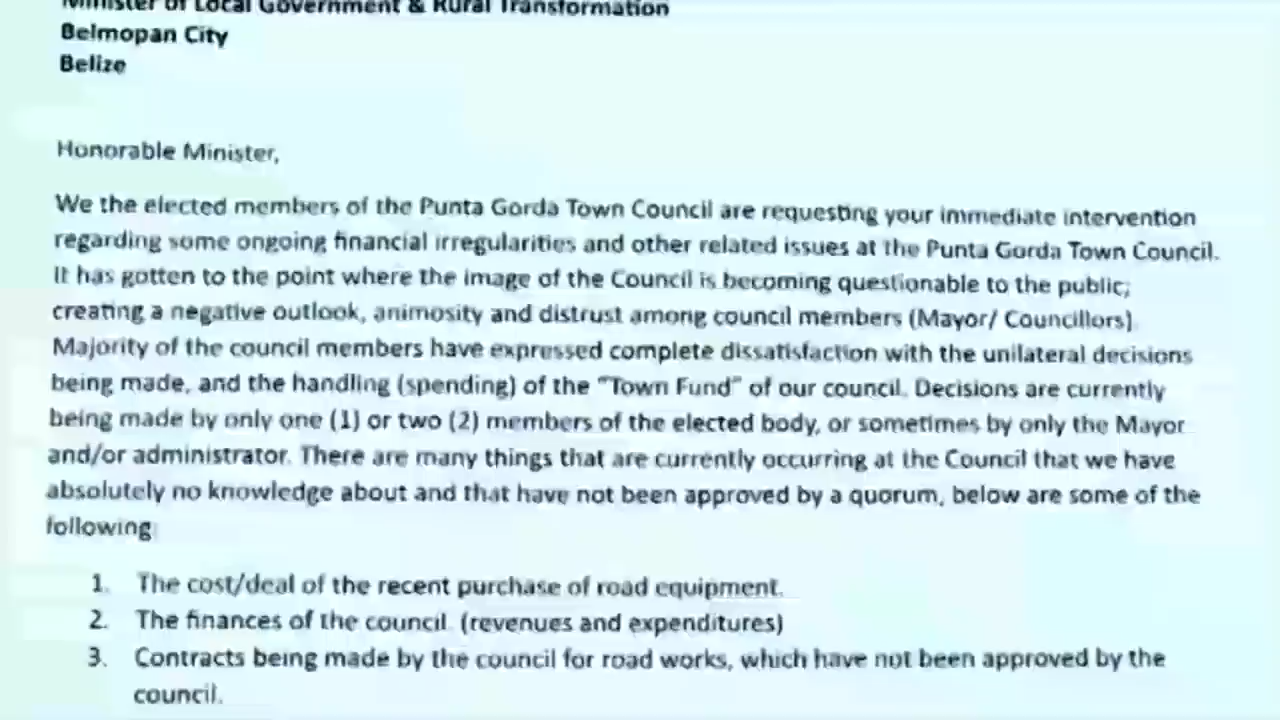 Minister of Local Government & Rural Transformation
Belmopan City
Belize
Honorable Minister,
We the elected members of the Punta Gorda Town Council are requesting your immediate intervention
regarding some ongoing financial irregularities and other related issues at the Punta Gorda Town Council.
It has gotten to the point where the image of the Council is becoming questionable to the public;
creating a negative outlook, animosity and distrust among council members (Mayor/ Councillors).
Majority of the council members have expressed complete dissatisfaction with the unilateral decisions
being made, and the handling (spending) of the "Town Fund" of our council. Decisions are currently
being made by only one (1) or two (2) members of the elected body, or sometimes by only the Mayor
and/or administrator. There are many things that are currently occurring at the Council that we have
absolutely no knowledge about and that have not been approved by a quorum, below are some of the
following:
1. The cost/deal of the recent purchase of road equipment.
2. The finances of the council. (revenues and expenditures)
3. Contracts being made by the council for road works, which have not been approved by the
council.